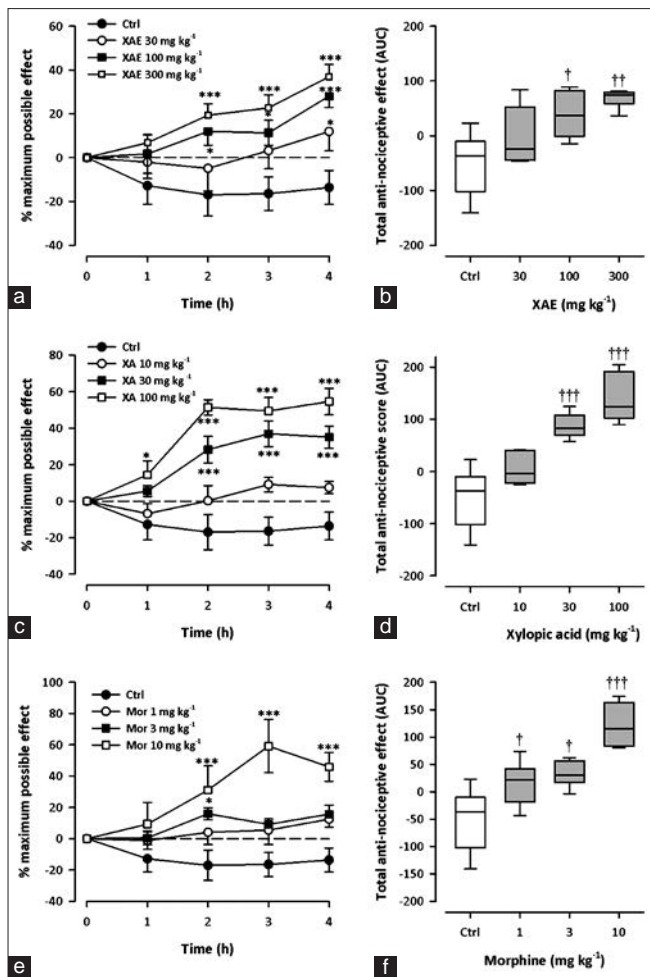 Ctrl
XAE 30 mg kg⁻¹
XAE 100 mg kg⁻¹
XAE 300 mg kg⁻¹
% maximum possible effect
60
40
20
0
-20
-40
***
***
***
***
*
*
*
0 1 2 3 4
Time (h)
a
Total anti-nociceptive effect (AUC)
200
100
0
-100
-200
†
††
Ctrl 30 100 300
XAE (mg kg⁻¹)
b
Ctrl
XA 10 mg kg⁻¹
XA 30 mg kg⁻¹
XA 100 mg kg⁻¹
% maximum possible effect
80
60
40
20
0
-20
-40
*
***
***
***
***
***
***
0 1 2 3 4
Time (h)
c
Total anti-nociceptive score (AUC)
200
100
0
-100
-200
†††
†††
Ctrl 10 30 100
Xylopic acid (mg kg⁻¹)
d
Ctrl
Mor 1 mg kg⁻¹
Mor 3 mg kg⁻¹
Mor 10 mg kg⁻¹
% maximum possible effect
100
80
60
40
20
0
-20
-40
***
***
***
*
0 1 2 3 4
Time (h)
e
Total anti-nociceptive effect (AUC)
200
150
100
50
0
-50
-100
-150
†
†
†††
Ctrl 1 3 10
Morphine (mg kg⁻¹)
f